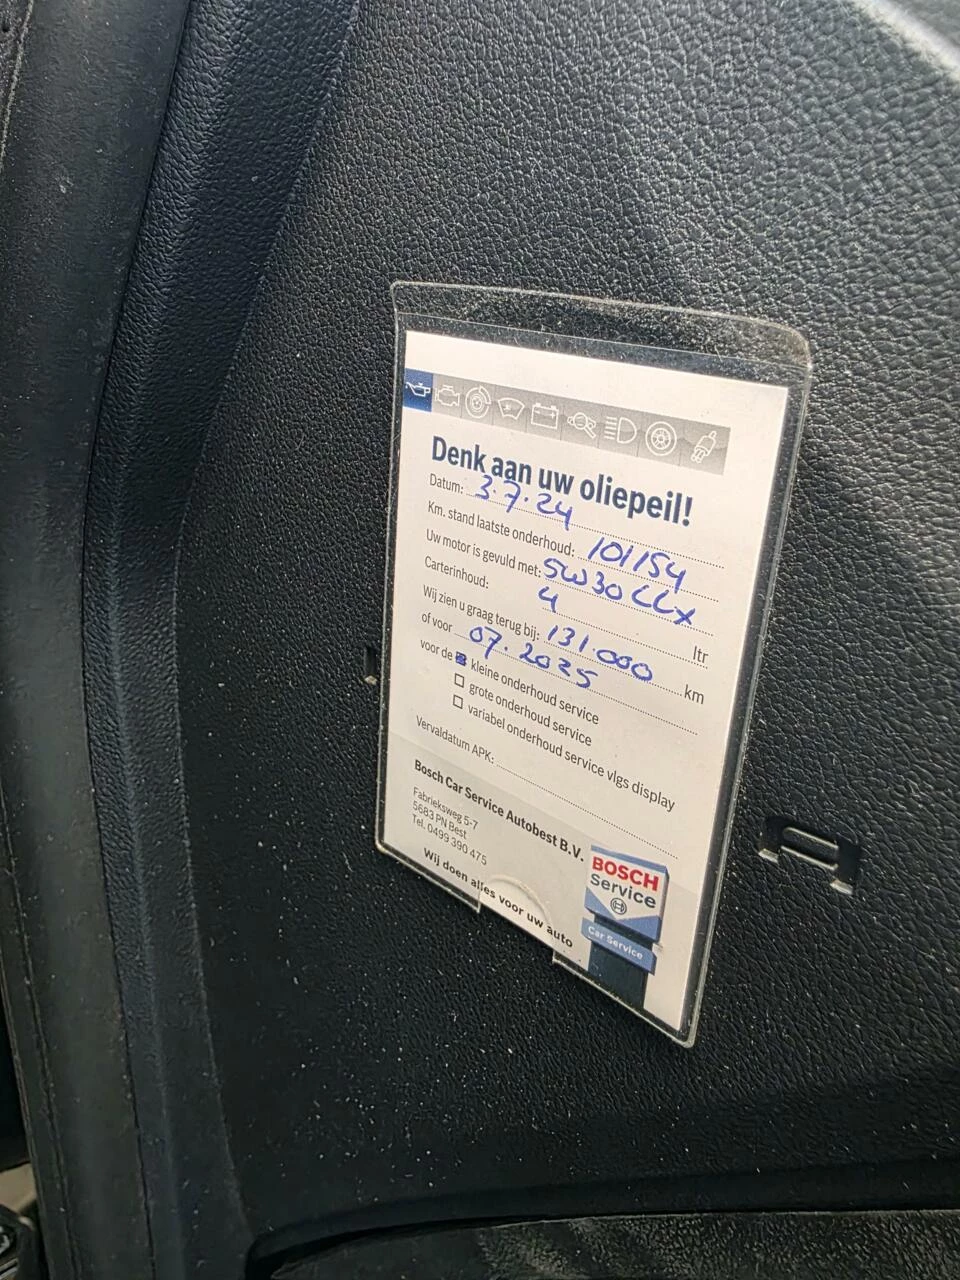 Denk aan uw oliepeil!
Datum: 3.7.24
Km. stand laatste onderhoud: 101154
Uw motor is gevuld met: 5W30 LLX
Carterinhoud: 4 ltr
Wij zien u graag terug bij: 131.000 km
of voor 07.2025
voor de kleine onderhoud service
grote onderhoud service
variabel onderhoud service vlgs display
Vervaldatum APK:
Bosch Car Service Autobest B.V.
Fabrieksweg 5-7
5683 PN Best
Tel. 0499 390 475
Wij doen alles voor uw auto
BOSCH
Service
Car Service